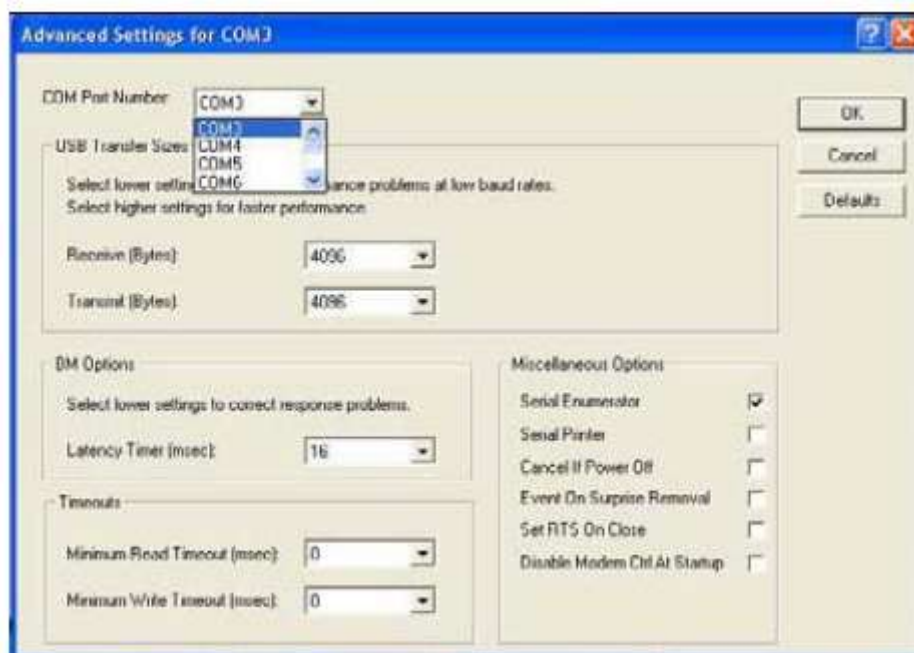 Advanced Settings for COM3
COM Port Number
COM3
OK
COM3
COM4
COM5
COM6
USB Transfer Sizes
Cancel
Select lower settin
ance problems at low baud rates.
Defaults
Select higher settings for faster performance
Receive (Bytes)
4096
Transmit (Bytes)
4096
BM Options
Select lower settings to correct response problems.
Latency Timer (msec):
16
Timeouts
Minimum Read Timeout (msec):
0
Minimum Write Timeout (msec):
0
Miscellaneous Options
Serial Enumerator
Serial Printer
Cancel If Power Off
Event On Surprise Removal
Set RTS On Close
Disable Modem Ctrl At Startup